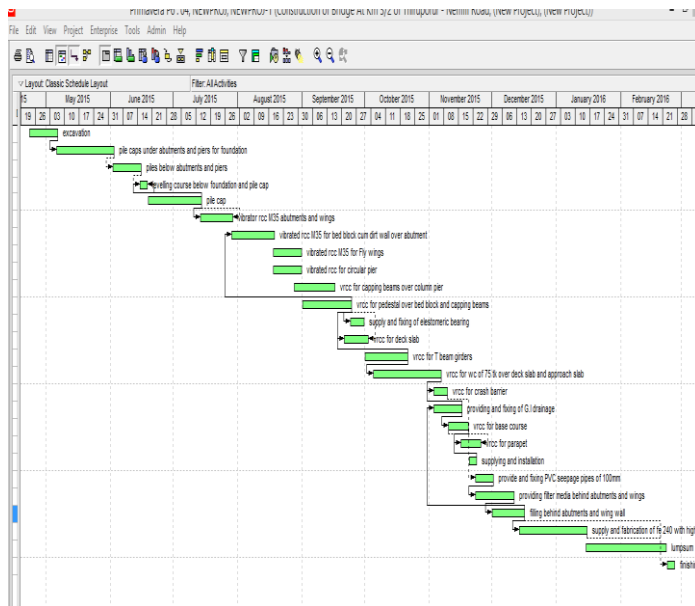 Primavera P6 : 04, NEWPROJ, NEWPROJ-1 (Construction of Bridge At Km 5/2 of Thiruporur - Nemili Road, (New Project), (New Project))
File Edit View Project Enterprise Tools Admin Help
Layout: Classic Schedule Layout Filter: All Activities
15 May 2015 June 2015 July 2015 August 2015 September 2015 October 2015 November 2015 December 2015 January 2016 February 2016
19 26 03 10 17 24 31 07 14 21 28 05 12 19 26 02 09 16 23 30 06 13 20 27 04 11 18 25 01 08 15 22 29 06 13 20 27 03 10 17 24 31 07 14 21 28
excavation
pile caps under abutments and piers for foundation
piles below abutments and piers
levelling course below foundation and pile cap
pile cap
vibrator rcc M35 abutments and wings
vibrated rcc M35 for bed block cum dirt wall over abutment
vibrated rcc M35 for Fly wings
vibrated rcc for circular pier
vrcc for capping beams over column pier
vrcc for pedestal over bed block and capping beams
supply and fixing of elestomeric bearing
vrcc for deck slab
vrcc for T beam girders
vrcc for wc of 75 tk over deck slab and approach slab
vrcc for crash barrier
providing and fixing of G.I drainage
vrcc for base course
vrcc for parapet
supplying and installation
provide and fixing PVC seepage pipes of 100mm
providing filter media behind abutments and wings
filling behind abutments and wing wall
supply and fabrication of fe 240 with high
lumpsum
finishi